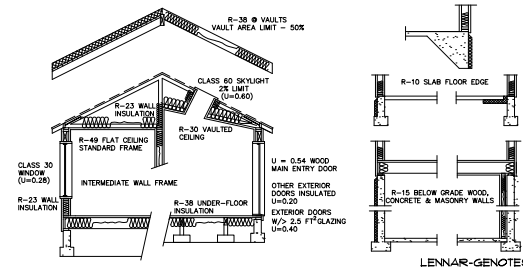 R-38 @ VAULTS
VAULT AREA LIMIT - 50%
CLASS 60 SKYLIGHT
2% LIMIT
(U=0.60)
R-23 WALL
INSULATION
R-49 FLAT CEILING
STANDARD FRAME
R-30 VAULTED
CEILING
CLASS 30
WINDOW
(U=0.28)
INTERMEDIATE WALL FRAME
R-23 WALL
INSULATION
R-38 UNDER-FLOOR
INSULATION
U = 0.54 WOOD
MAIN ENTRY DOOR
OTHER EXTERIOR
DOORS INSULATED
U=0.20
EXTERIOR DOORS
W/> 2.5 FT² GLAZING
U=0.40
R-10 SLAB FLOOR EDGE
R-15 BELOW GRADE WOOD,
CONCRETE & MASONRY WALLS
LENNAR-GENOTES